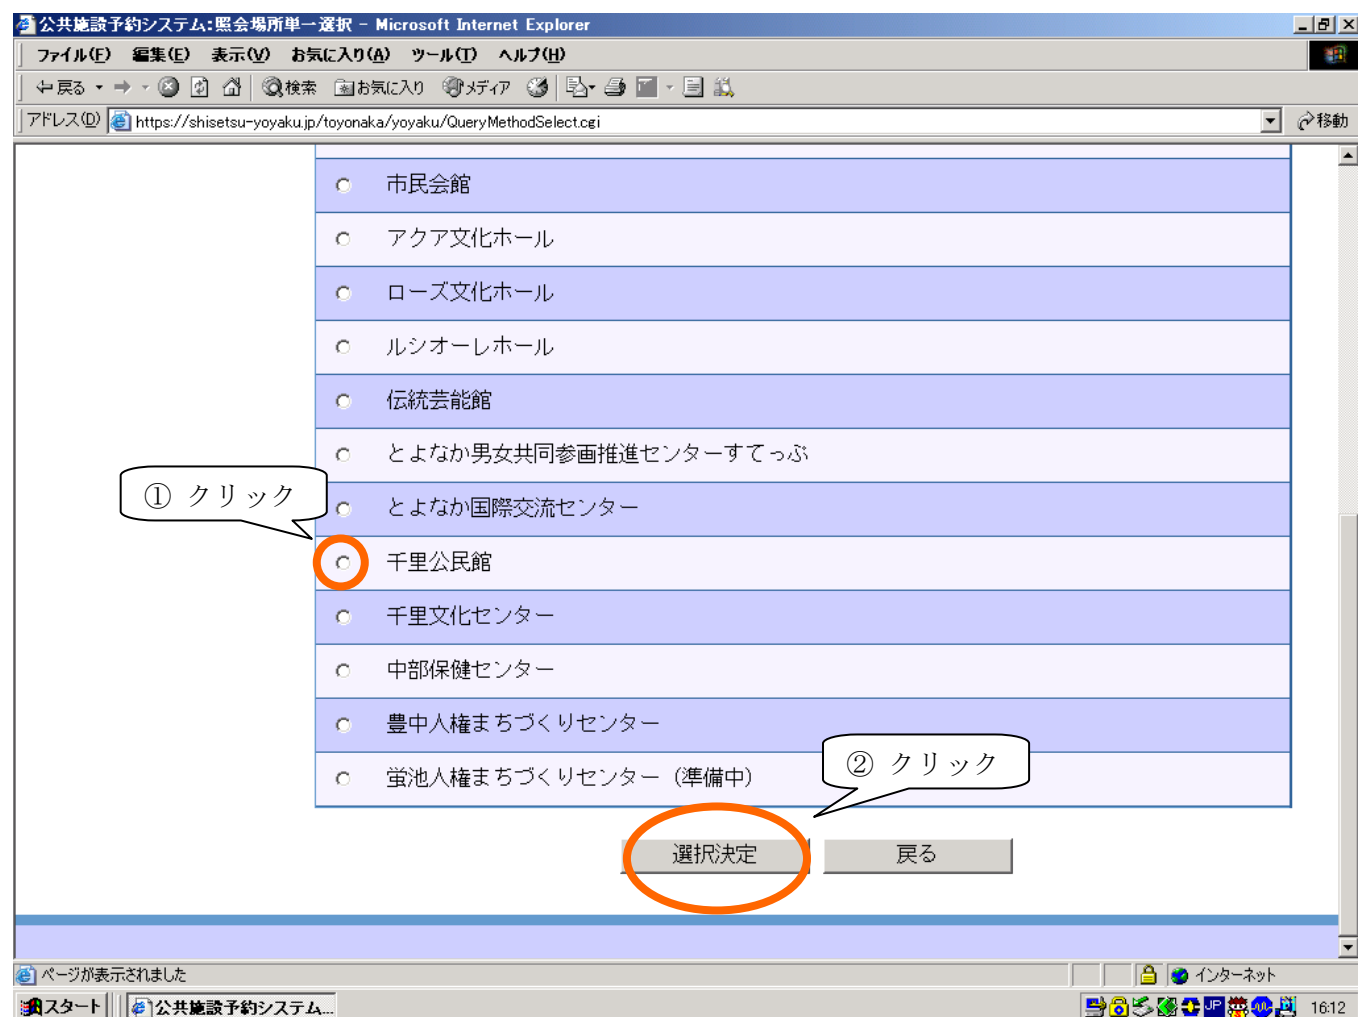 公共施設予約システム:照会場所単一選択 - Microsoft Internet Explorer
ファイル(F) 編集(E) 表示(V) お気に入り(A) ツール(T) ヘルプ(H)
戻る 検索 お気に入り メディア
アドレス(D) https://shisetsu-yoyaku.jp/toyonaka/yoyaku/QueryMethodSelect.cgi 移動
市民会館
アクア文化ホール
ローズ文化ホール
ルシオーレホール
伝統芸能館
とよなか男女共同参画推進センターすてっぷ
① クリック
とよなか国際交流センター
千里公民館
千里文化センター
中部保健センター
豊中人権まちづくりセンター
② クリック
蛍池人権まちづくりセンター（準備中）
選択決定 戻る
ページが表示されました インターネット
スタート 公共施設予約システム... JP 16:12